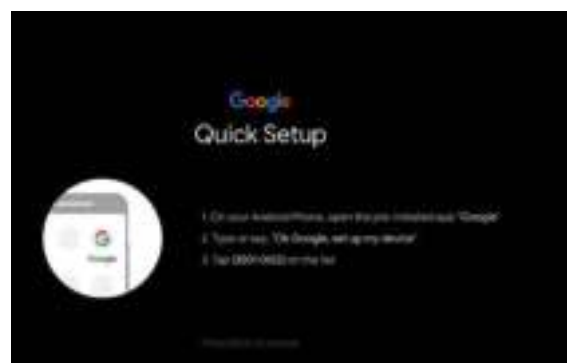 Google
Quick Setup
1. On your Android Phone, open the pre-installed app "Google"
2. Type or say, "Ok Google, set up my device"
Google
3. Tap on the list